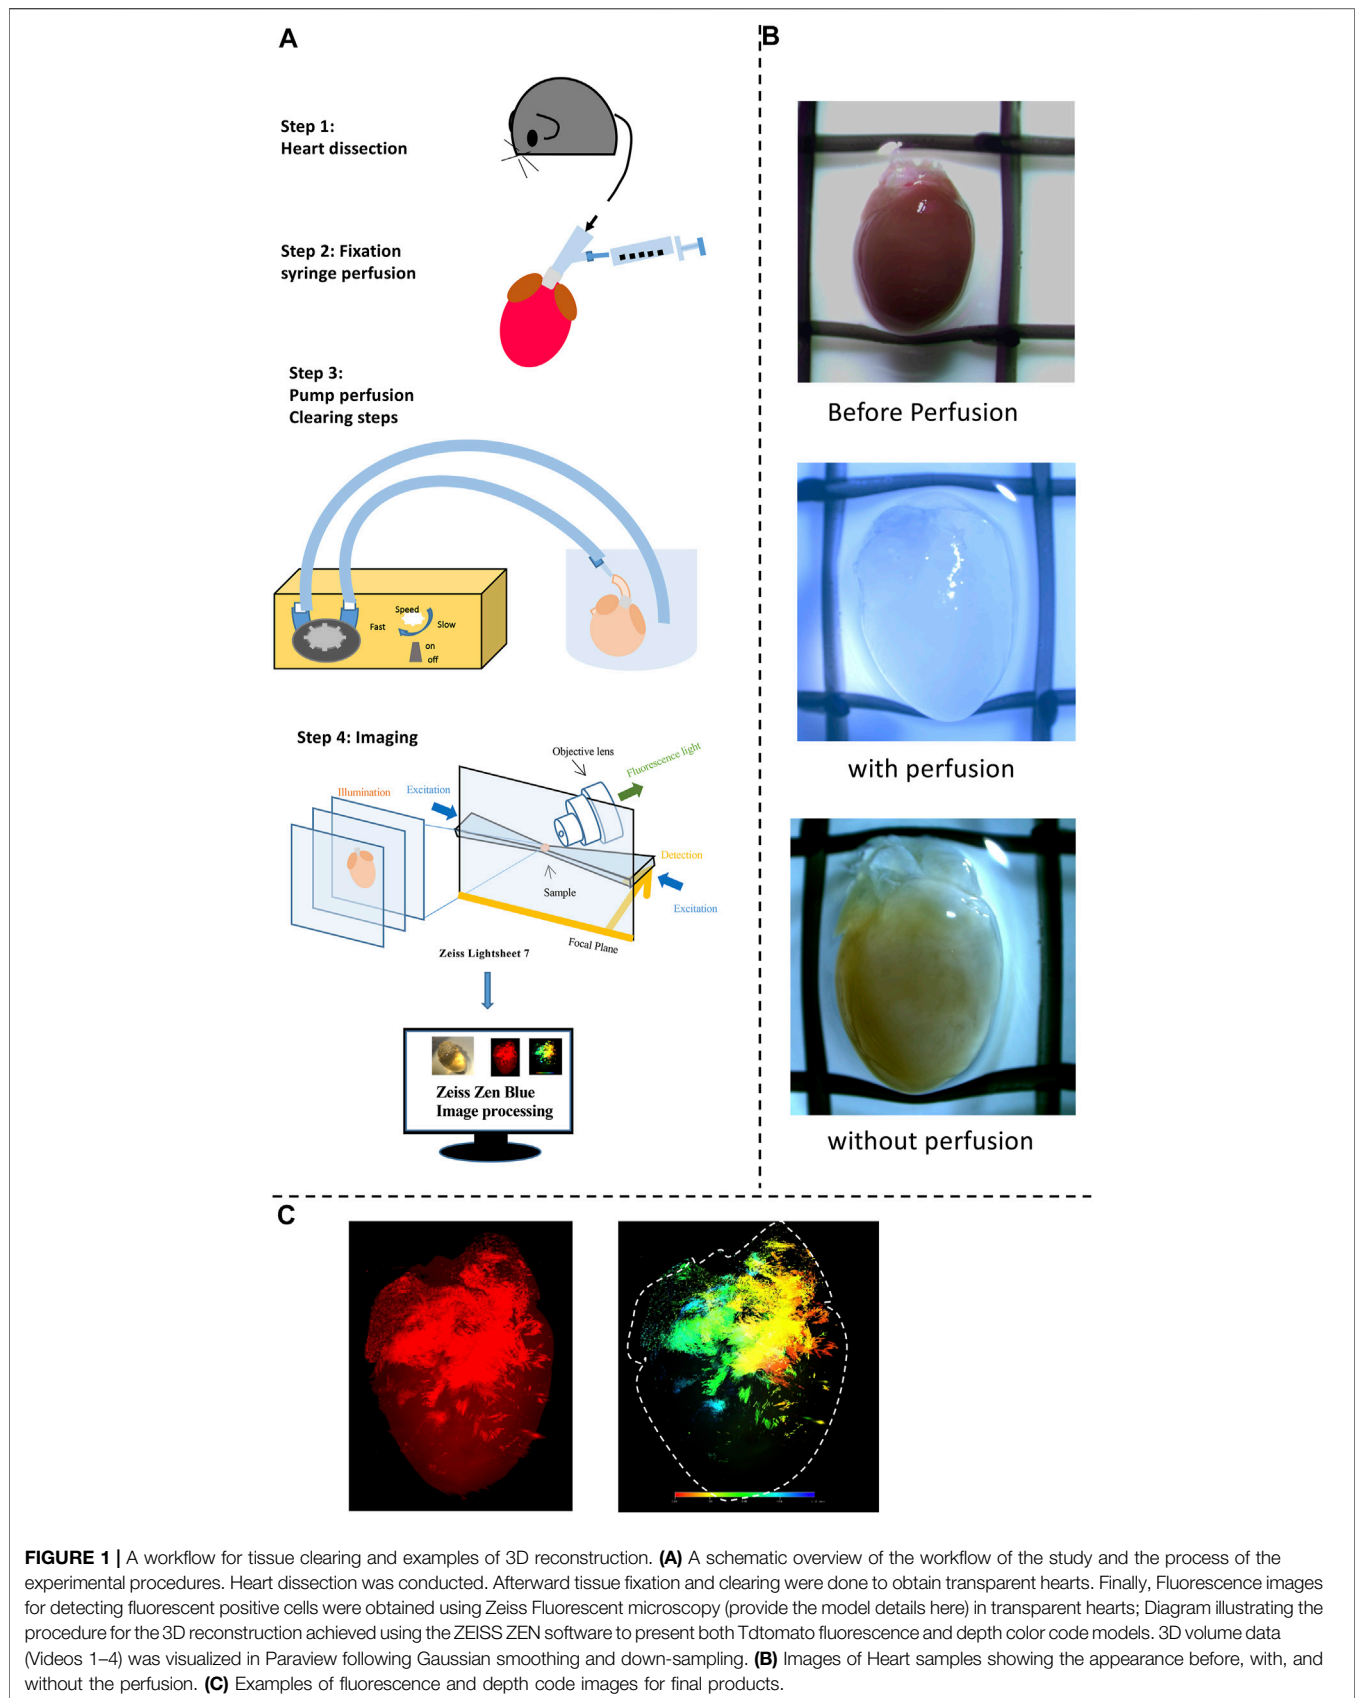 A
Step 1:
Heart dissection
Step 2: Fixation
syringe perfusion
Step 3:
Pump perfusion
Clearing steps
Speed
Fast
Slow
on
off
Step 4: Imaging
Objective lens
Fluorescence light
Illumination
Excitation
Detection
Sample
Excitation
Focal Plane
Zeiss Lightsheet 7
Zeiss Zen Blue
Image processing
B
Before Perfusion
with perfusion
without perfusion
C
FIGURE 1 | A workflow for tissue clearing and examples of 3D reconstruction. (A) A schematic overview of the workflow of the study and the process of the
experimental procedures. Heart dissection was conducted. Afterward tissue fixation and clearing were done to obtain transparent hearts. Finally, Fluorescence images
for detecting fluorescent positive cells were obtained using Zeiss Fluorescent microscopy (provide the model details here) in transparent hearts; Diagram illustrating the
procedure for the 3D reconstruction achieved using the ZEISS ZEN software to present both Tdtomato fluorescence and depth color code models. 3D volume data
(Videos 1–4) was visualized in Paraview following Gaussian smoothing and down-sampling. (B) Images of Heart samples showing the appearance before, with, and
without the perfusion. (C) Examples of fluorescence and depth code images for final products.